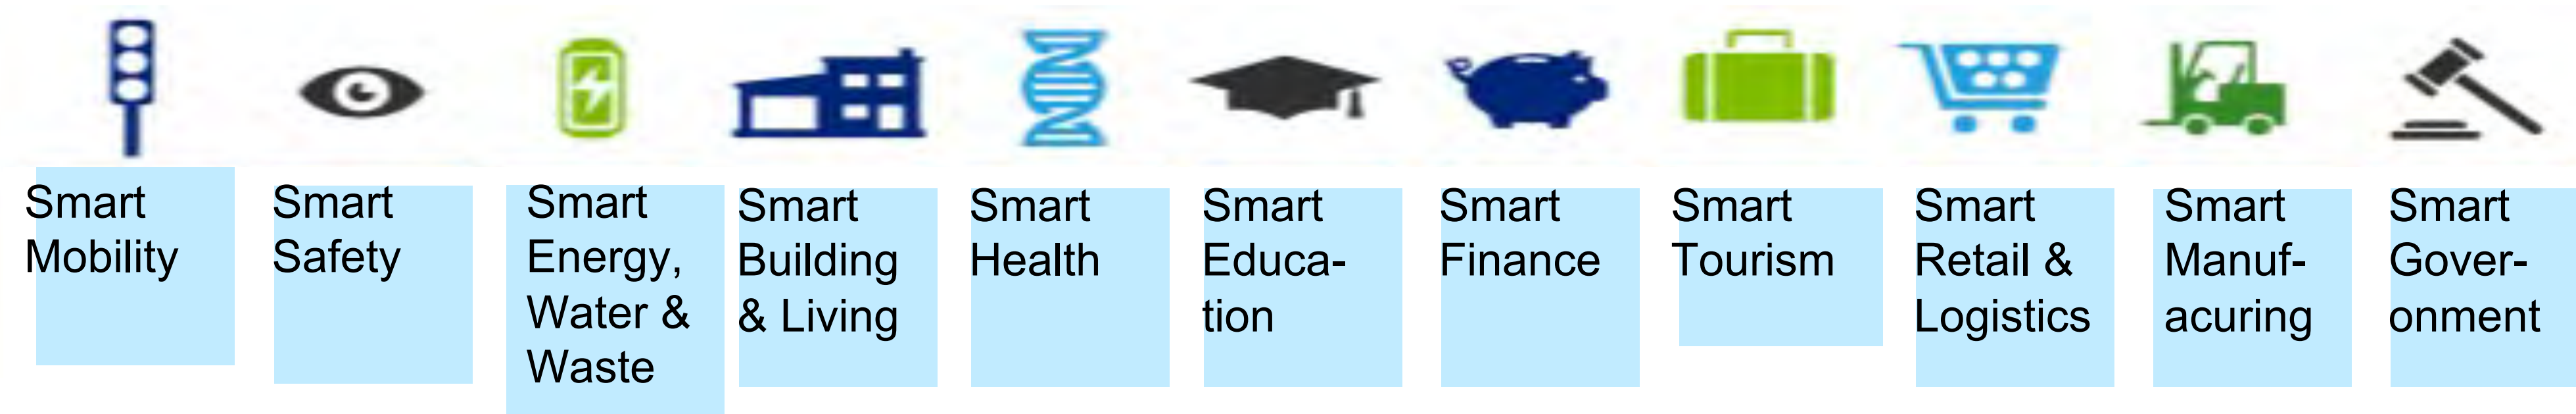 Smart
Mobility
Smart
Safety
Smart
Energy,
Water &
Waste
Smart
Building
& Living
Smart
Health
Smart
Educa-
tion
Smart
Finance
Smart
Tourism
Smart
Retail &
Logistics
Smart
Manuf-
acuring
Smart
Gover-
onment